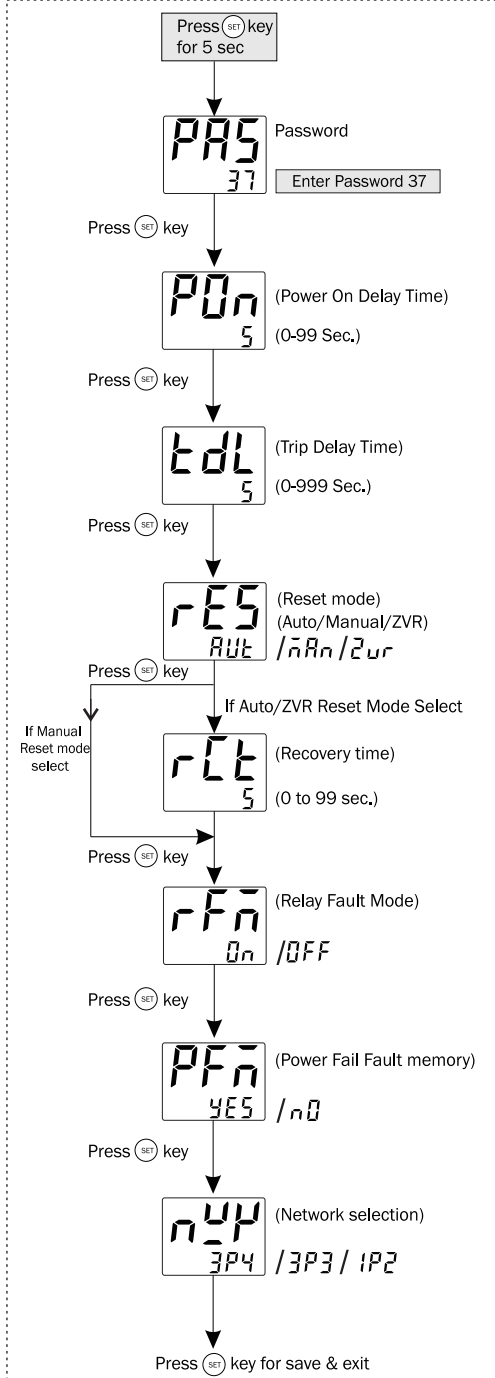 Press SET key
for 5 sec
PAS
37
Password
Enter Password 37
Press SET key
POn
5
(Power On Delay Time)
(0-99 Sec.)
Press SET key
tdL
5
(Trip Delay Time)
(0-999 Sec.)
Press SET key
rES
AUt /mAn/Zvr
(Reset mode)
(Auto/Manual/ZVR)
Press SET key
If Manual
Reset mode
select
If Auto/ZVR Reset Mode Select
rCt
5
(Recovery time)
(0 to 99 sec.)
Press SET key
rFm
On /OFF
(Relay Fault Mode)
Press SET key
PFm
YES / nO
(Power Fail Fault memory)
Press SET key
(Network selection)
3P4 /3P3 / 1P2
Press SET key for save & exit